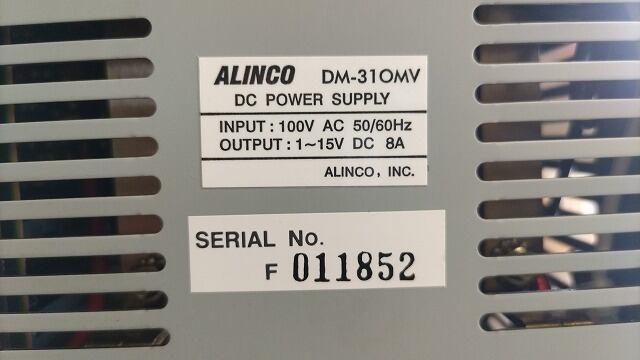 ALINCO DM-310MV
DC POWER SUPPLY
INPUT : 100V AC 50/60Hz
OUTPUT : 1~15V DC 8A
ALINCO, INC.
SERIAL No.
F 011852